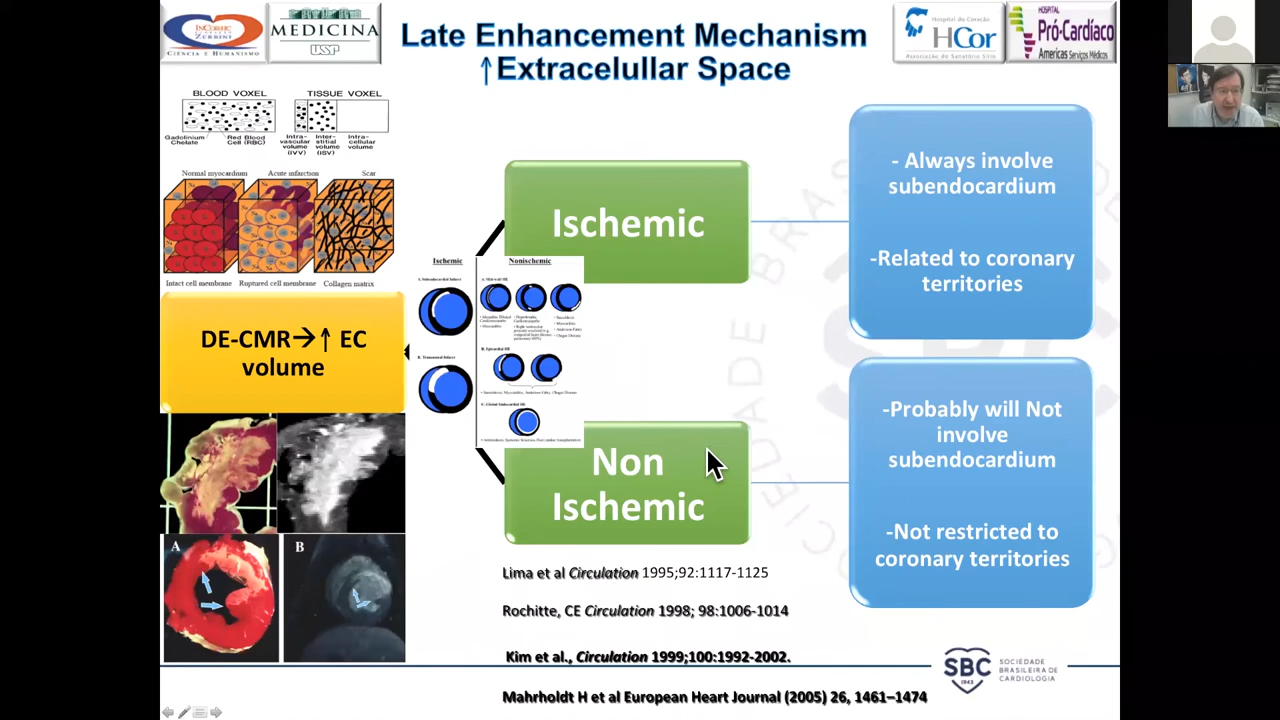 Late Enhancement Mechanism
↑Extracelullar Space
INCOR.HC
FUNDAÇÃO
ZERBINI
CIÊNCIA E HUMANISMO
MEDICINA
USP
Hospital do Coração
HCor
Associação do Sanatório Sírio
HOSPITAL
Pró-Cardíaco
Americas Serviços Médicos
BLOOD VOXEL
TISSUE VOXEL
Gadolinium
Chelate
Red Blood
Cell (RBC)
Intra-
vascular
volume
(IVV)
Inter-
stitial
volume
(ISV)
Intra-
cellular
volume
Normal myocardium
Acute infarction
Scar
Intact cell membrane
Ruptured cell membrane
Collagen matrix
DE-CMR→↑ EC
volume
A
B
Ischemic
Nonischemic
Ischemic
Non
Ischemic
- Always involve
subendocardium
-Related to coronary
territories
-Probably will Not
involve
subendocardium
-Not restricted to
coronary territories
Lima et al Circulation 1995;92:1117-1125
Rochitte, CE Circulation 1998; 98:1006-1014
Kim et al., Circulation 1999;100:1992-2002.
Mahrholdt H et al European Heart Journal (2005) 26, 1461–1474
SBC
1943
SOCIEDADE
BRASILEIRA DE
CARDIOLOGIA